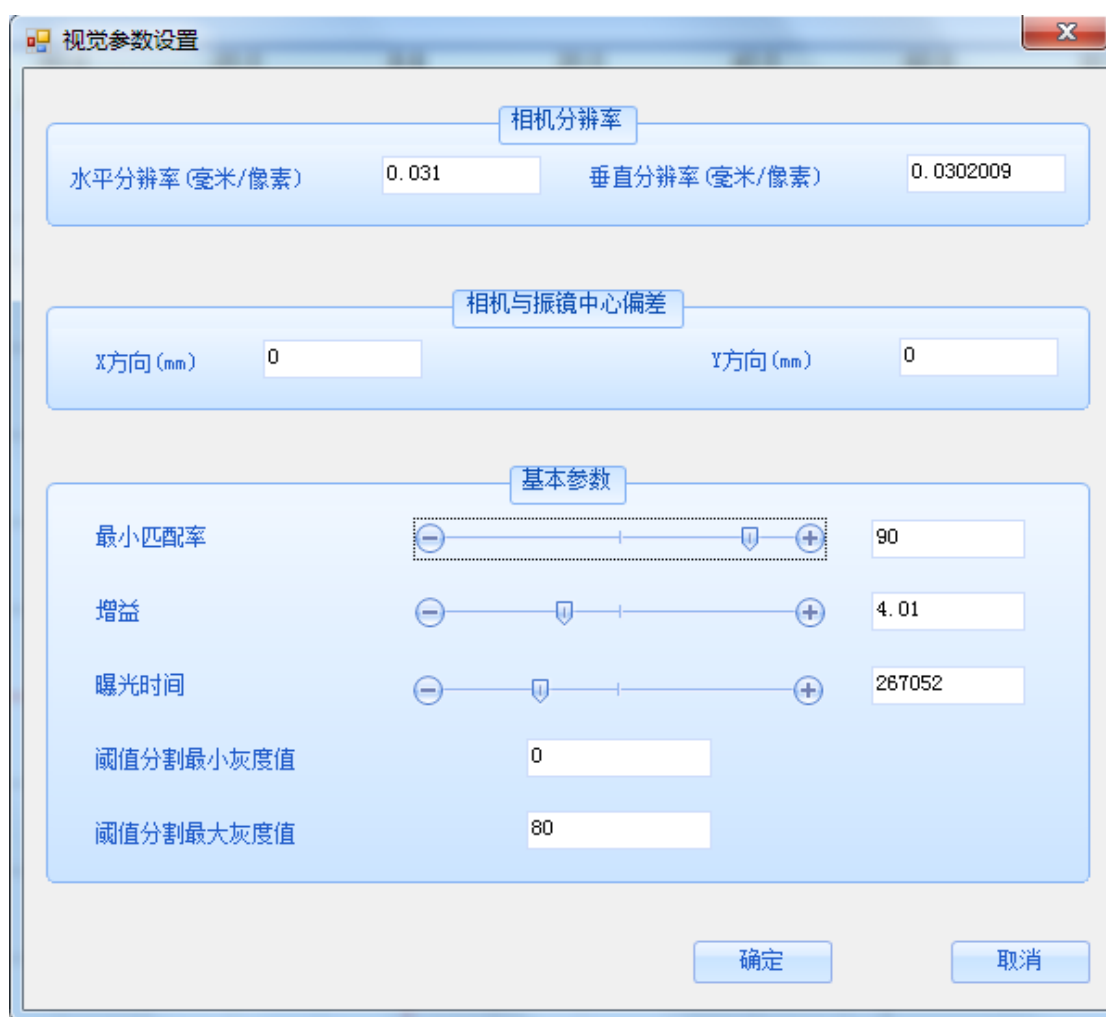 视觉参数设置
相机分辨率
水平分辨率(毫米/像素) 0.031 垂直分辨率(毫米/像素) 0.0302009
相机与振镜中心偏差
X方向(mm) 0 Y方向(mm) 0
基本参数
最小匹配率 90
增益 4.01
曝光时间 267052
阈值分割最小灰度值 0
阈值分割最大灰度值 80
确定 取消